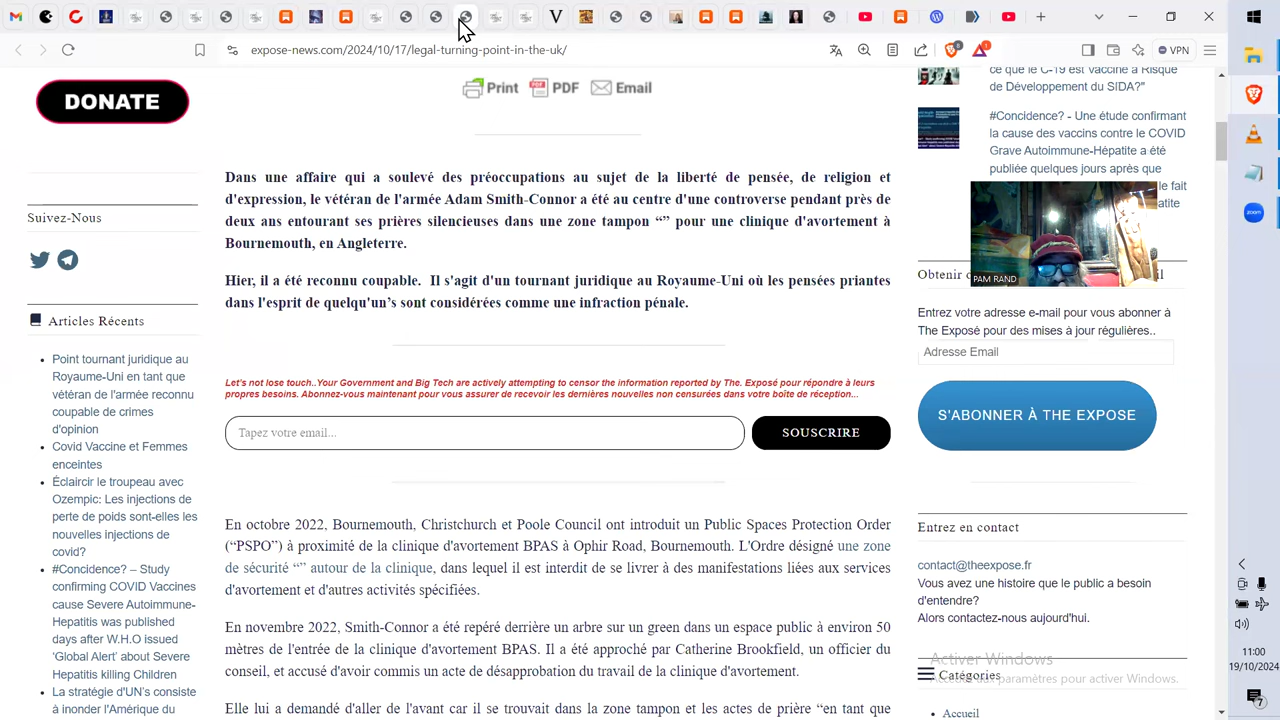 expose-news.com/2024/10/17/legal-turning-point-in-the-uk/
VPN
DONATE
Suivez-Nous
Articles Récents
Point tournant juridique au
Royaume-Uni en tant que
vétéran de l'armée reconnu
coupable de crimes
d'opinion
Covid Vaccine et Femmes
enceintes
Éclaircir le troupeau avec
Ozempic: Les injections de
perte de poids sont-elles les
nouvelles injections de
covid?
#Concidence? – Study
confirming COVID Vaccines
cause Severe Autoimmune-
Hepatitis was published
days after W.H.O issued
'Global Alert' about Severe
Hepatitis killing Children
La stratégie d'UN's consiste
à inonder l'Amérique du
Print PDF Email
Dans une affaire qui a soulevé des préoccupations au sujet de la liberté de pensée, de religion et
d'expression, le vétéran de l'armée Adam Smith-Connor a été au centre d'une controverse pendant près de
deux ans entourant ses prières silencieuses dans une zone tampon “” pour une clinique d'avortement à
Bournemouth, en Angleterre.
Hier, il a été reconnu coupable. Il s'agit d'un tournant juridique au Royaume-Uni où les pensées priantes
dans l'esprit de quelqu'un’s sont considérées comme une infraction pénale.
Let's not lose touch..Your Government and Big Tech are actively attempting to censor the information reported by The. Exposé pour répondre à leurs
propres besoins. Abonnez-vous maintenant pour vous assurer de recevoir les dernières nouvelles non censurées dans votre boîte de réception...
Tapez votre email...
SOUSCRIRE
En octobre 2022, Bournemouth, Christchurch et Poole Council ont introduit un Public Spaces Protection Order
(“PSPO”) à proximité de la clinique d'avortement BPAS à Ophir Road, Bournemouth. L'Ordre désigné une zone
de sécurité “” autour de la clinique, dans lequel il est interdit de se livrer à des manifestations liées aux services
d'avortement et d'autres activités spécifiées.
En novembre 2022, Smith-Connor a été repéré derrière un arbre sur un green dans un espace public à environ 50
mètres de l'entrée de la clinique d'avortement BPAS. Il a été approché par Catherine Brookfield, un officier du
conseil, et accusé d'avoir commis un acte de désapprobation du travail de la clinique d'avortement.
Elle lui a demandé d'aller de l'avant car il se trouvait dans la zone tampon et les actes de prière “en tant que
ce que le C-19 est Vacciné à Risque
de Développement du SIDA?"
#Concidence? - Une étude confirmant
la cause des vaccins contre le COVID
Grave Autoimmune-Hépatite a été
publiée quelques jours après que
le fait
atite
PAM RAND
Entrez votre adresse e-mail pour vous abonner à
The Exposé pour des mises à jour régulières..
Adresse Email
S'ABONNER À THE EXPOSE
Entrez en contact
contact@theexpose.fr
Vous avez une histoire que le public a besoin
d'entendre?
Alors contactez-nous aujourd'hui.
Activer Windows
Accédez aux paramètres pour activer Windows.
Catégories
Accueil
zoom
11:00
19/10/2024